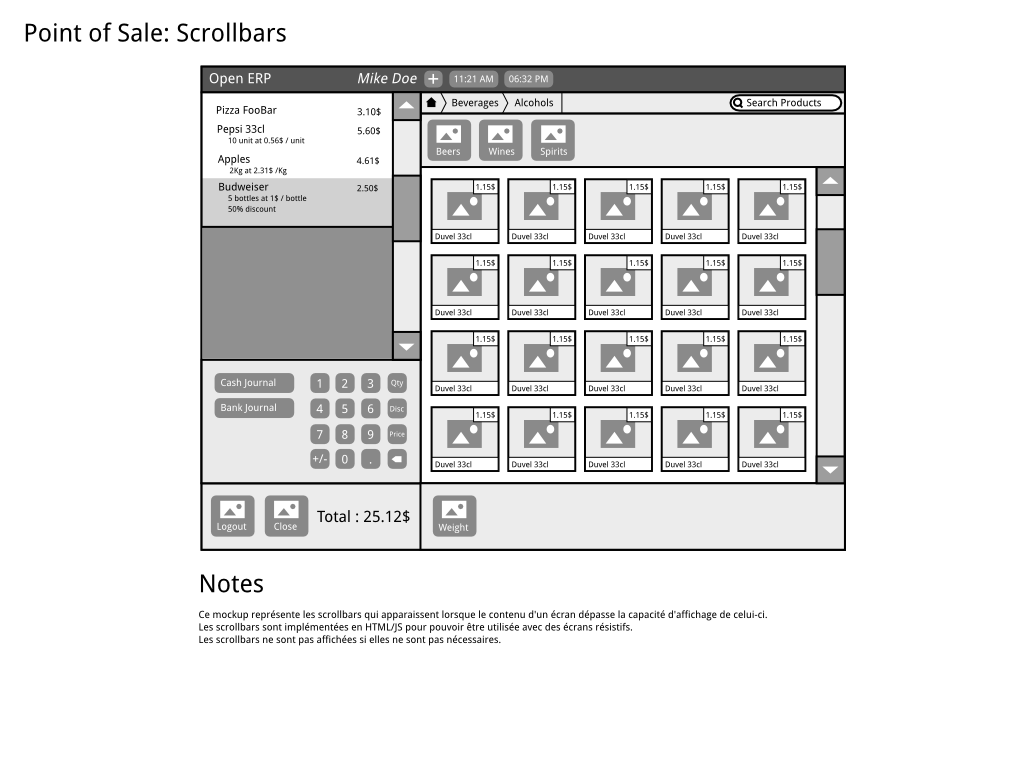 Point of Sale: Scrollbars
Open ERP Mike Doe + 11:21 AM 06:32 PM
Pizza FooBar 3.10$
Pepsi 33cl 5.60$
10 unit at 0.56$ / unit
Apples 4.61$
2Kg at 2.31$ /Kg
Budweiser 2.50$
5 bottles at 1$ / bottle
50% discount
Cash Journal 1 2 3 Qty
Bank Journal 4 5 6 Disc
7 8 9 Price
+/- 0 .
Logout Close Total : 25.12$
Beverages Alcohols Search Products
Beers Wines Spirits
1.15$ 1.15$ 1.15$ 1.15$ 1.15$
Duvel 33cl Duvel 33cl Duvel 33cl Duvel 33cl Duvel 33cl
1.15$ 1.15$ 1.15$ 1.15$ 1.15$
Duvel 33cl Duvel 33cl Duvel 33cl Duvel 33cl Duvel 33cl
1.15$ 1.15$ 1.15$ 1.15$ 1.15$
Duvel 33cl Duvel 33cl Duvel 33cl Duvel 33cl Duvel 33cl
1.15$ 1.15$ 1.15$ 1.15$ 1.15$
Duvel 33cl Duvel 33cl Duvel 33cl Duvel 33cl Duvel 33cl
Weight
Notes
Ce mockup représente les scrollbars qui apparaissent lorsque le contenu d'un écran dépasse la capacité d'affichage de celui-ci.
Les scrollbars sont implémentées en HTML/JS pour pouvoir être utilisée avec des écrans résistifs.
Les scrollbars ne sont pas affichées si elles ne sont pas nécessaires.